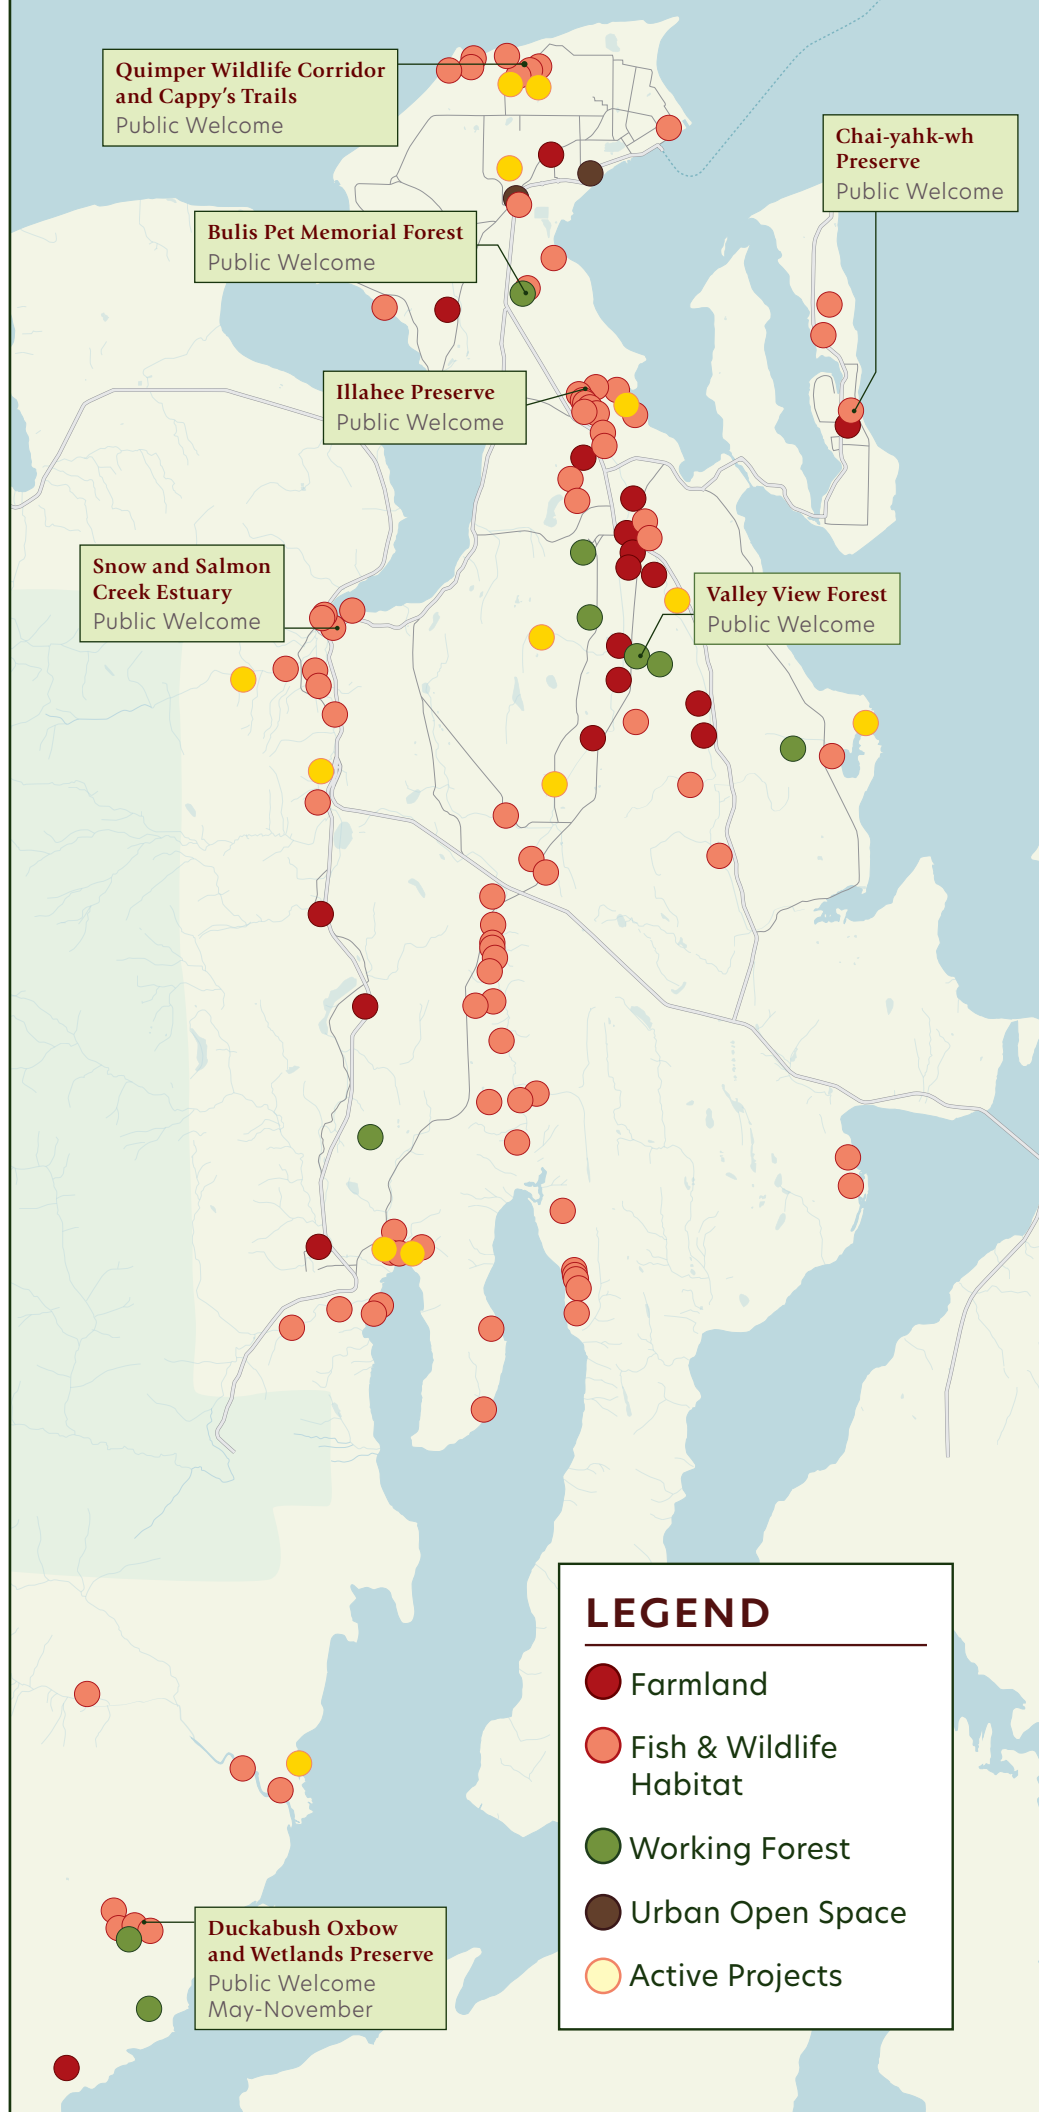 Quimper Wildlife Corridor
and Cappy's Trails
Public Welcome
Chai-yahk-wh
Preserve
Public Welcome
Bulis Pet Memorial Forest
Public Welcome
Illahee Preserve
Public Welcome
Snow and Salmon
Creek Estuary
Public Welcome
Valley View Forest
Public Welcome
LEGEND
Farmland
Fish & Wildlife
Habitat
Working Forest
Urban Open Space
Active Projects
Duckabush Oxbow
and Wetlands Preserve
Public Welcome
May-November